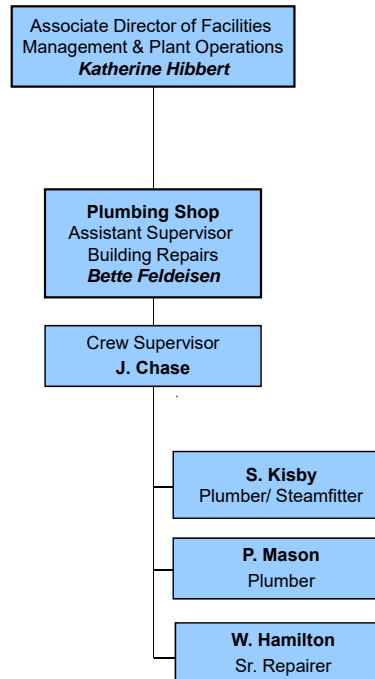 Associate Director of Facilities
Management & Plant Operations
Katherine Hibbert
Plumbing Shop
Assistant Supervisor
Building Repairs
Bette Feldeisen
Crew Supervisor
J. Chase
.
S. Kisby
Plumber/ Steamfitter
P. Mason
Plumber
W. Hamilton
Sr. Repairer